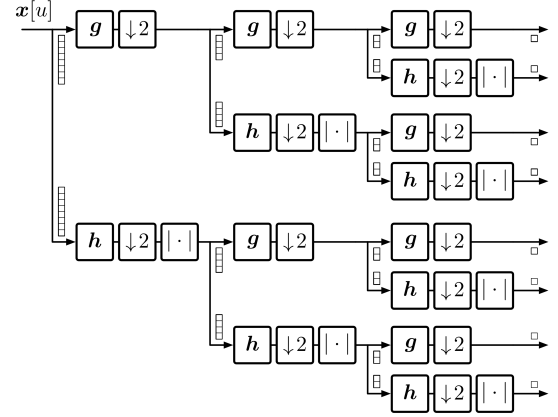 x[u]
g ↓2 g ↓2 g ↓2
h ↓2 |·|
h ↓2 |·| g ↓2
h ↓2 |·|
h ↓2 |·| g ↓2 g ↓2
h ↓2 |·|
h ↓2 |·| g ↓2
h ↓2 |·|